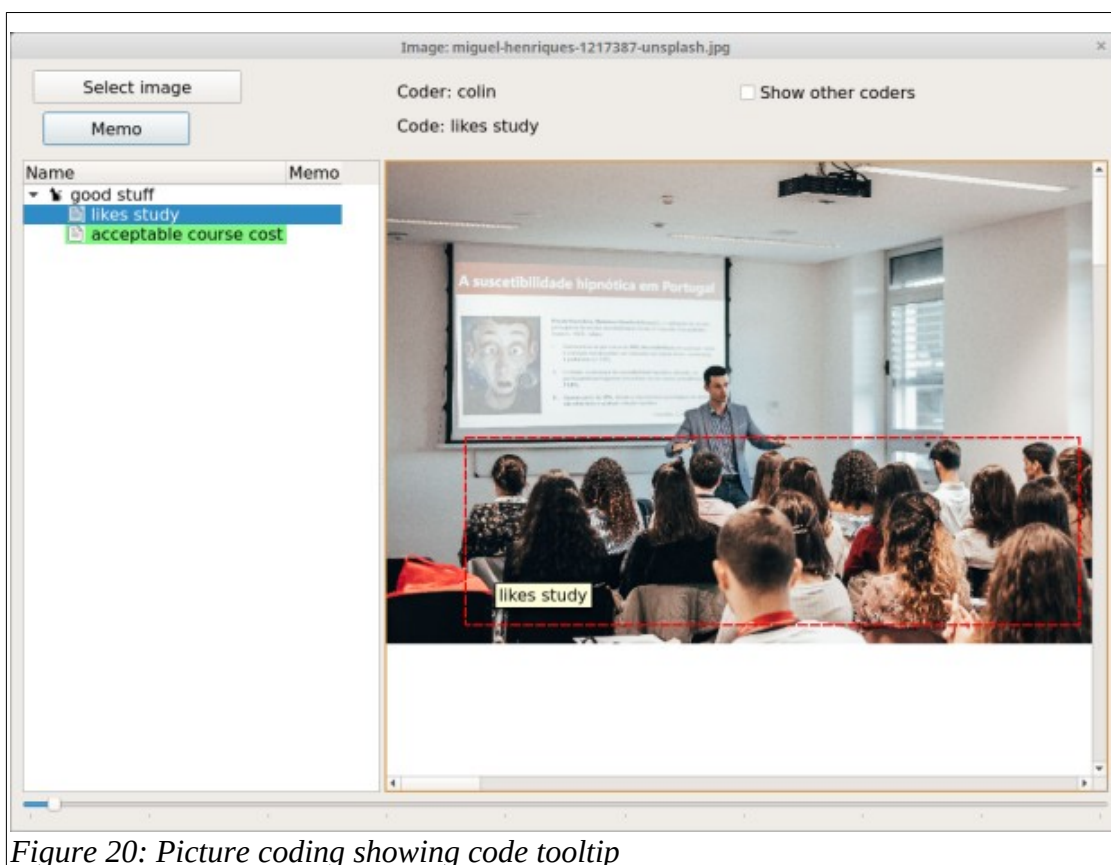 Image: miguel-henriques-1217387-unsplash.jpg
Select image
Coder: colin
Show other coders
Memo
Code: likes study
Name Memo
good stuff
likes study
acceptable course cost
A suscetibilidade hipnótica em Portugal
likes study
Figure 20: Picture coding showing code tooltip